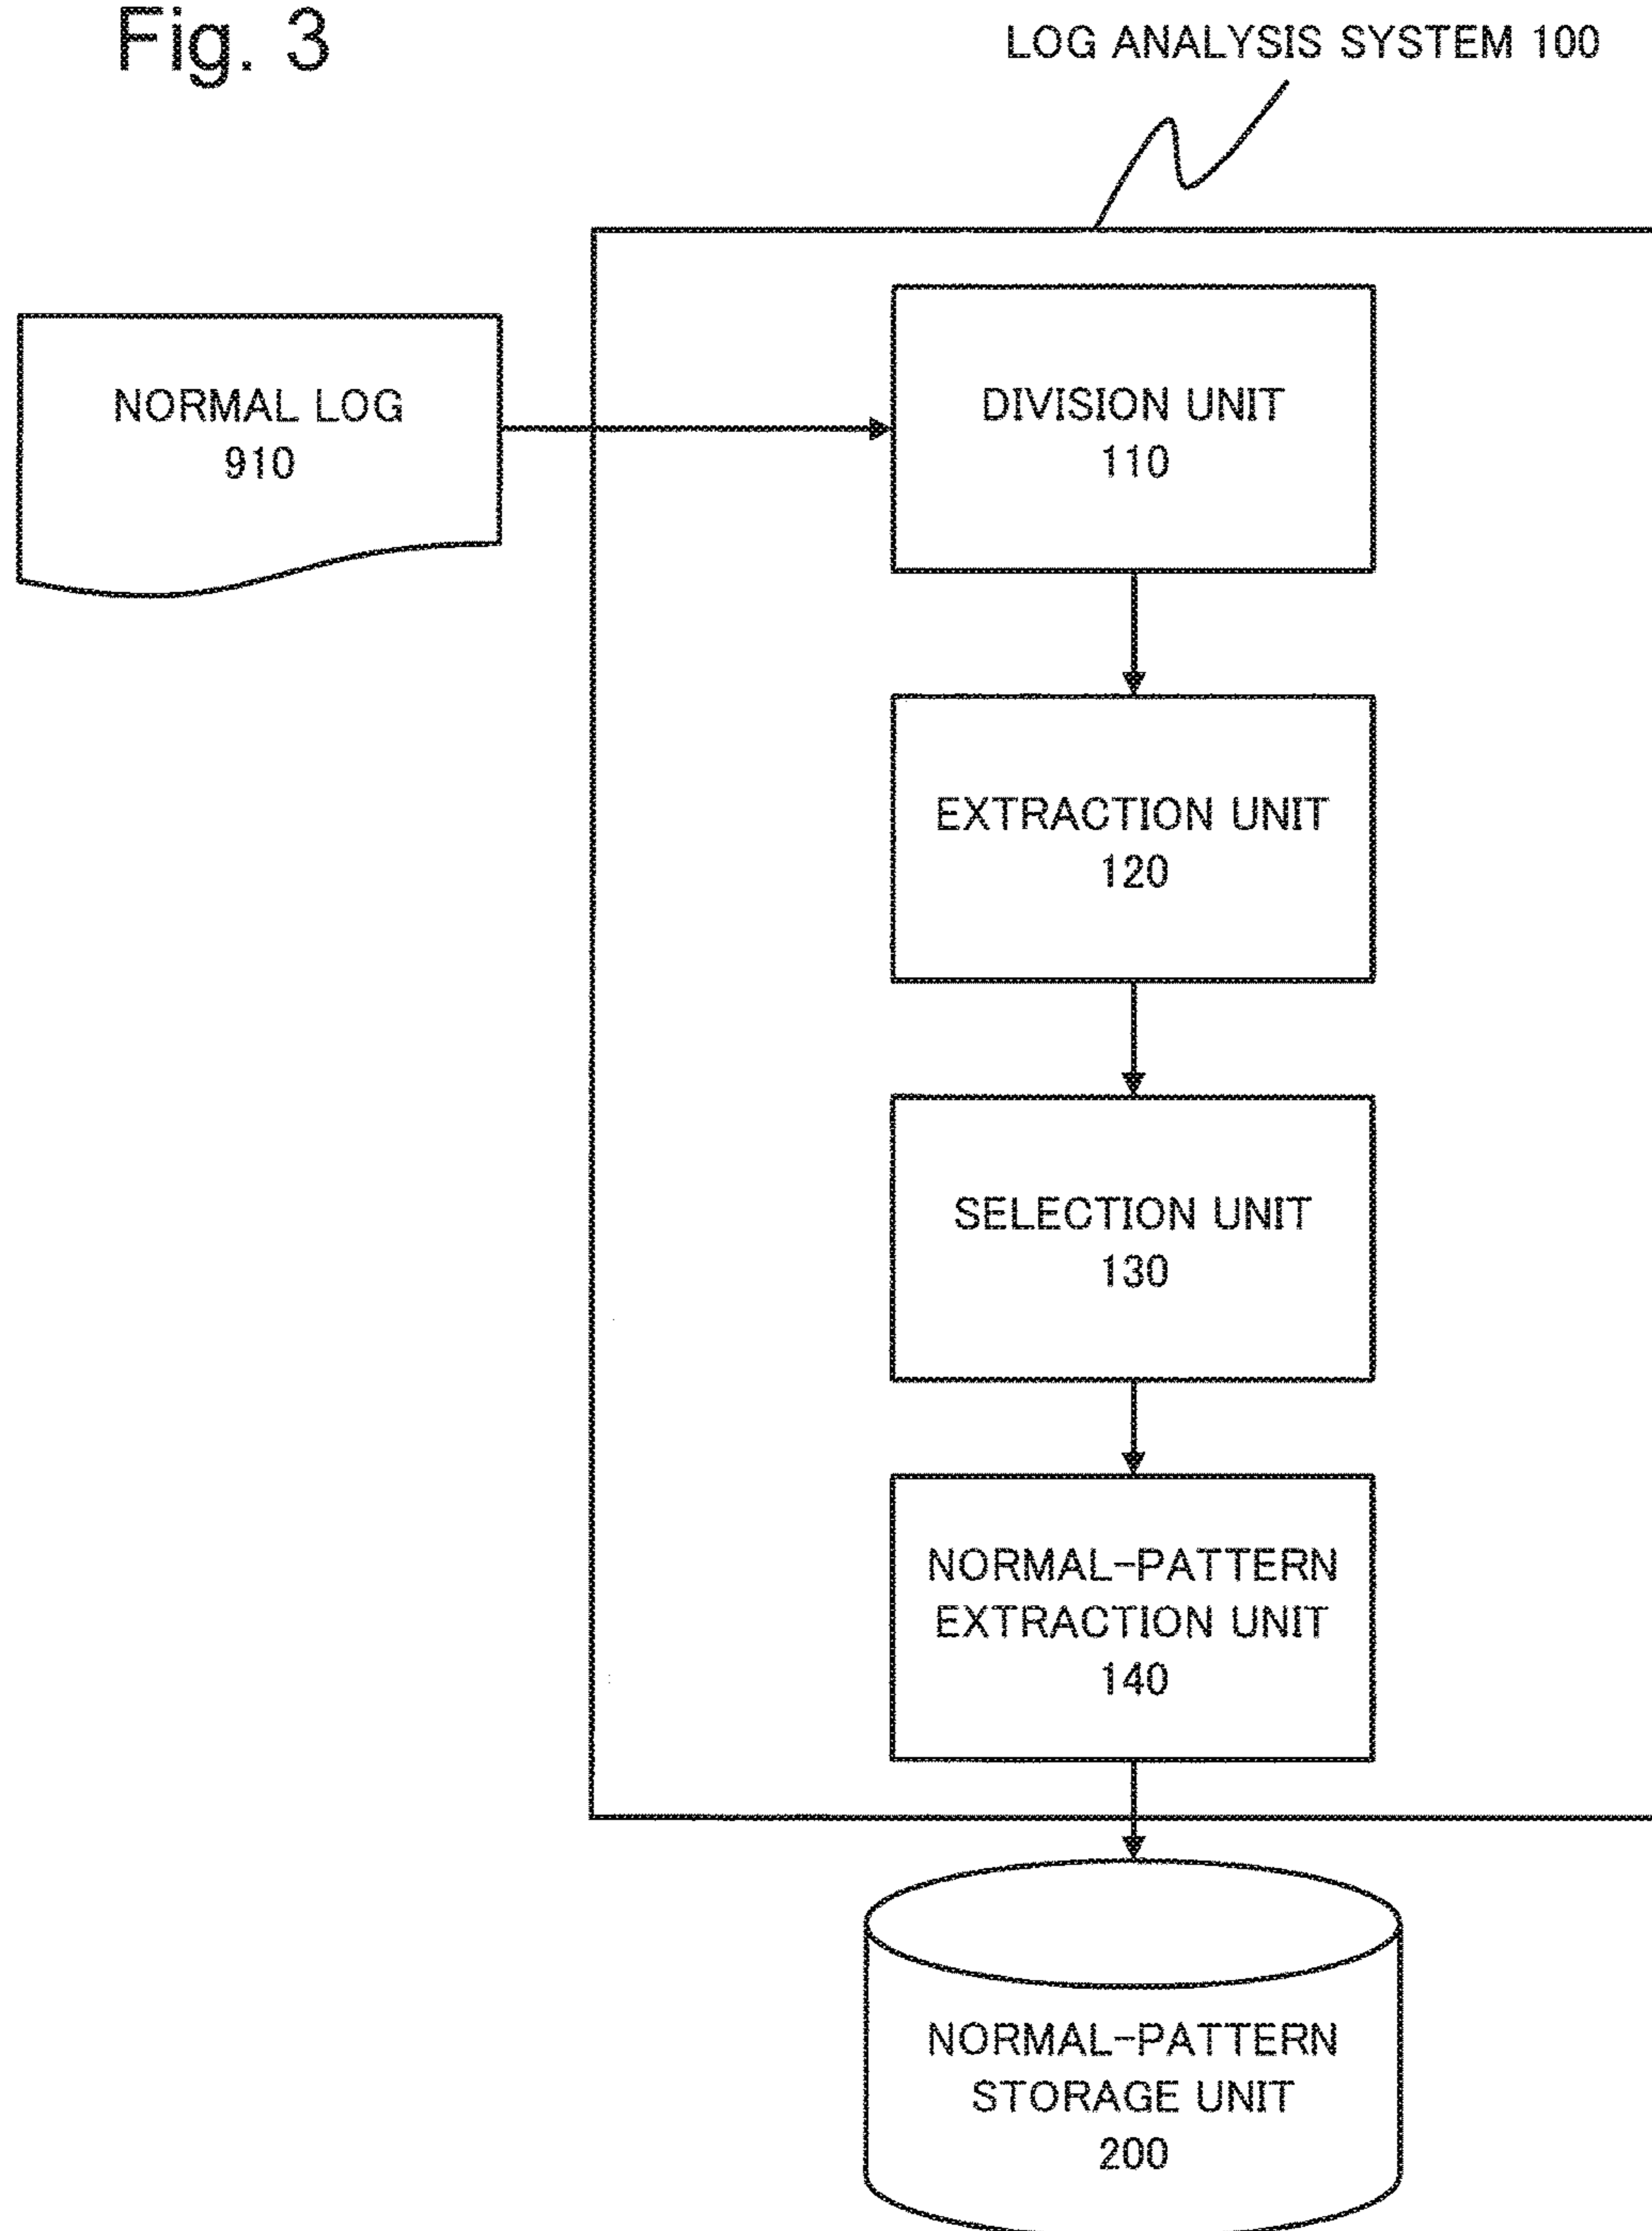 Fig. 3
LOG ANALYSIS SYSTEM 100
NORMAL LOG
910
DIVISION UNIT
110
EXTRACTION UNIT
120
SELECTION UNIT
130
NORMAL-PATTERN
EXTRACTION UNIT
140
NORMAL-PATTERN
STORAGE UNIT
200